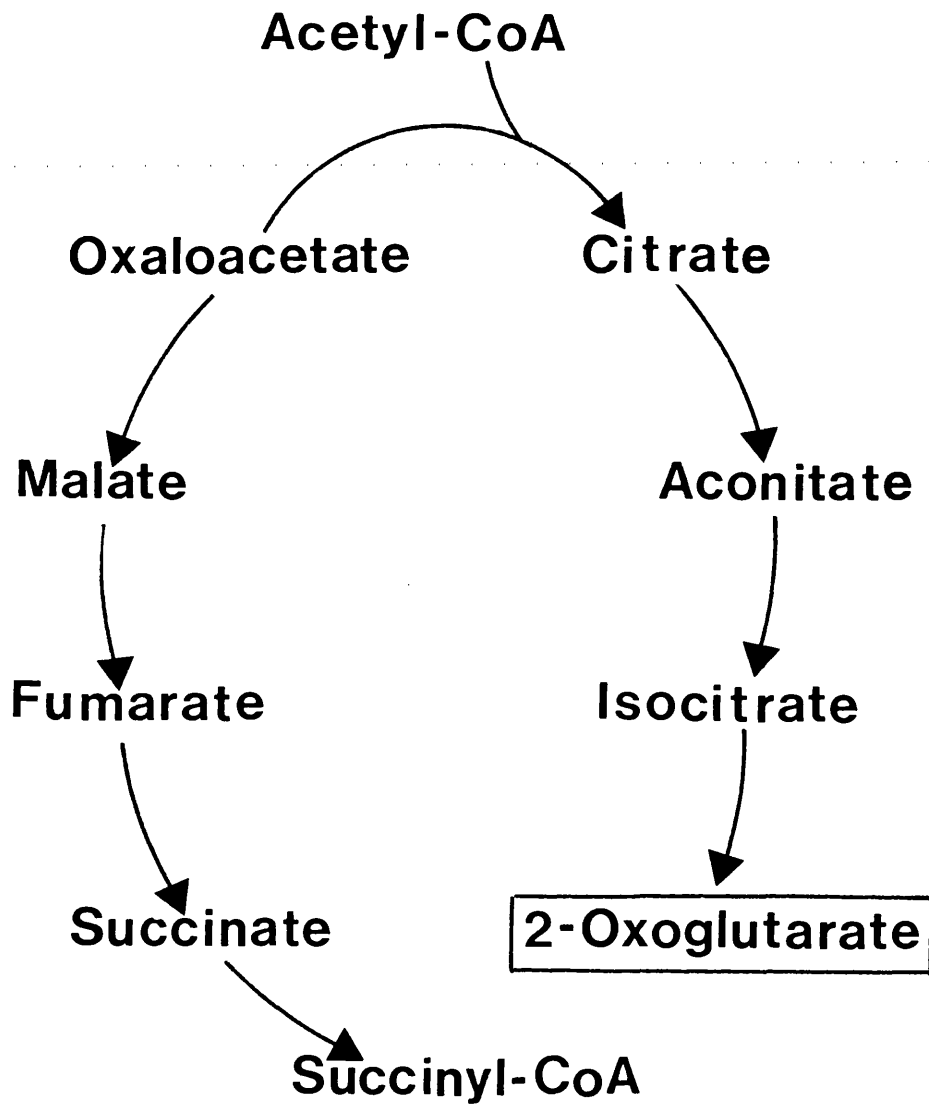 Acetyl-CoA
Oxaloacetate
Citrate
Malate
Aconitate
Fumarate
Isocitrate
Succinate
2-Oxoglutarate
Succinyl-CoA